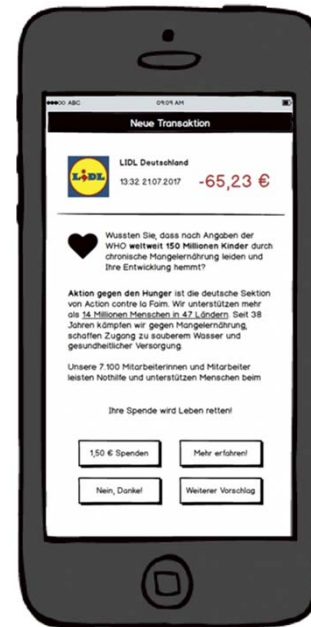 ABC 09:09 AM
Neue Transaktion
LIDL LIDL Deutschland
13:32 21.07.2017 -65,23 €
Wussten Sie, dass nach Angaben der
WHO weltweit 150 Millionen Kinder durch
chronische Mangelernährung leiden und
Ihre Entwicklung hemmt?
Aktion gegen den Hunger ist die deutsche Sektion
von Action contre la Faim. Wir unterstützen mehr
als 14 Millionen Menschen in 47 Ländern. Seit 38
Jahren kämpfen wir gegen Mangelernährung,
schaffen Zugang zu sauberem Wasser und
gesundheitlicher Versorgung.
Unsere 7.100 Mitarbeiterinnen und Mitarbeiter
leisten Nothilfe und unterstützen Menschen beim
Ihre Spende wird Leben retten!
1,50 € Spenden
Mehr erfahren!
Nein, Danke!
Weiterer Vorschlag